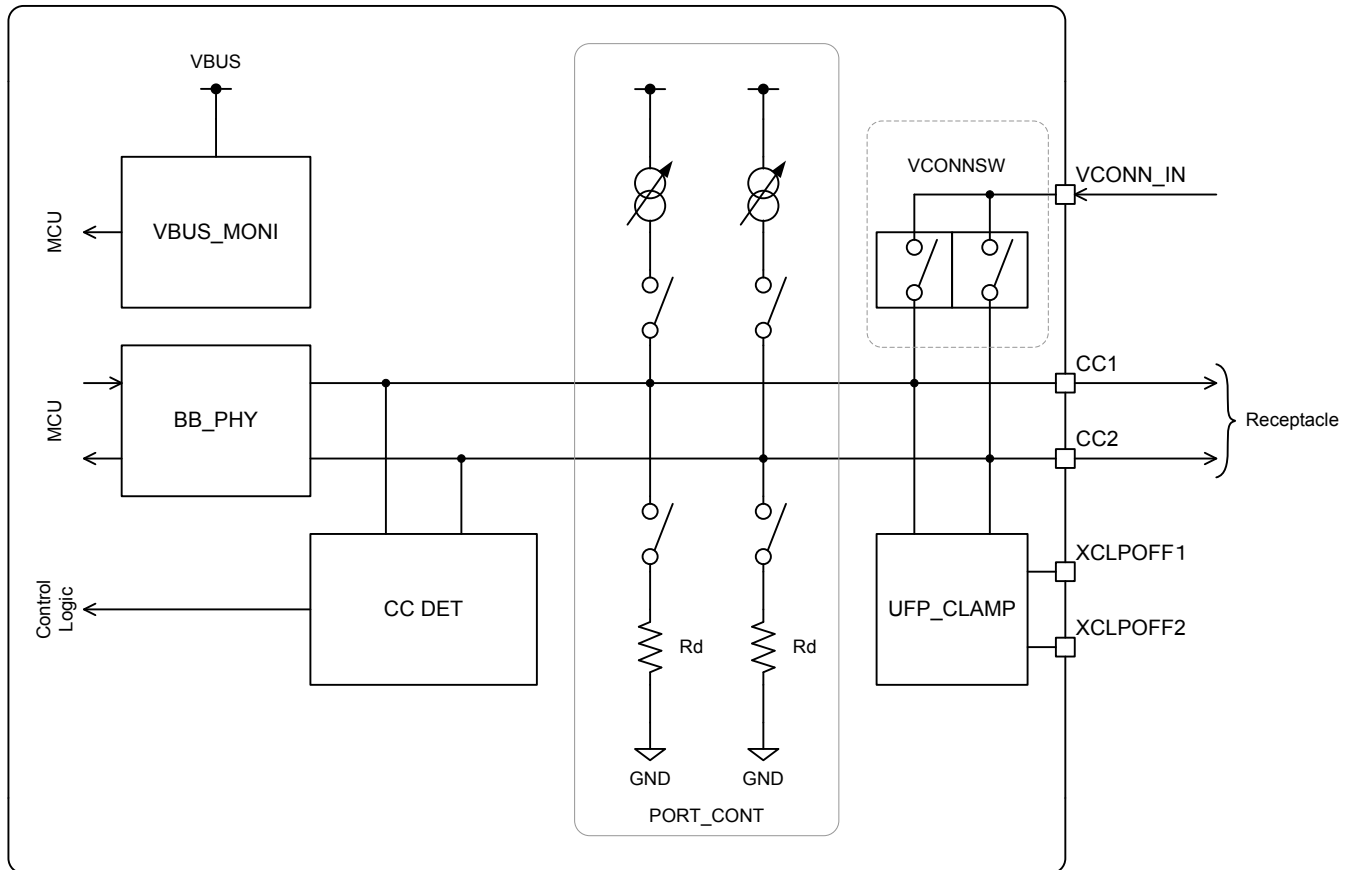 VBUS
VCONNSW
VCONN_IN
MCU
VBUS_MONI
CC1
MCU
BB_PHY
Receptacle
CC2
XCLPOFF1
Control
Logic
CC DET
UFP_CLAMP
XCLPOFF2
Rd
Rd
GND
GND
PORT_CONT